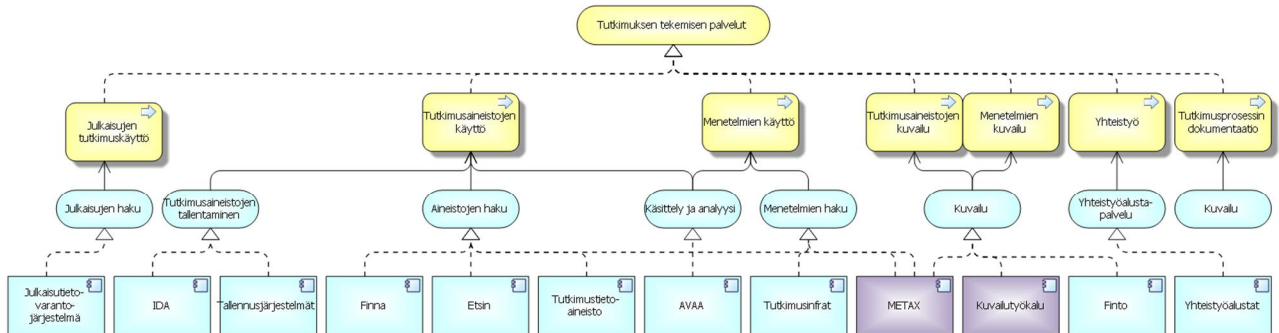 Tutkimuksen tekemisen palvelut
Julkaisujen
tutkimuskäyttö
Tutkimusaineistojen
käyttö
Menetelmien käyttö
Tutkimusaineistojen
kuvailu
Menetelmien
kuvailu
Yhteistyö
Tutkimusprosessin
dokumentaatio
Julkaisujen haku
Tutkimusaineistojen
tallentaminen
Aineistojen haku
Käsittely ja analyysi
Menetelmien haku
Kuvailu
Yhteistyöalusta-
palvelu
Kuvailu
Julkaisutieto-
varanto-
järjestelmä
IDA
Tallennusjärjestelmät
Finna
Etsin
Tutkimustieto-
aineisto
AVAA
Tutkimusinfrat
METAX
Kuvailutyökalu
Finto
Yhteistyöalustat